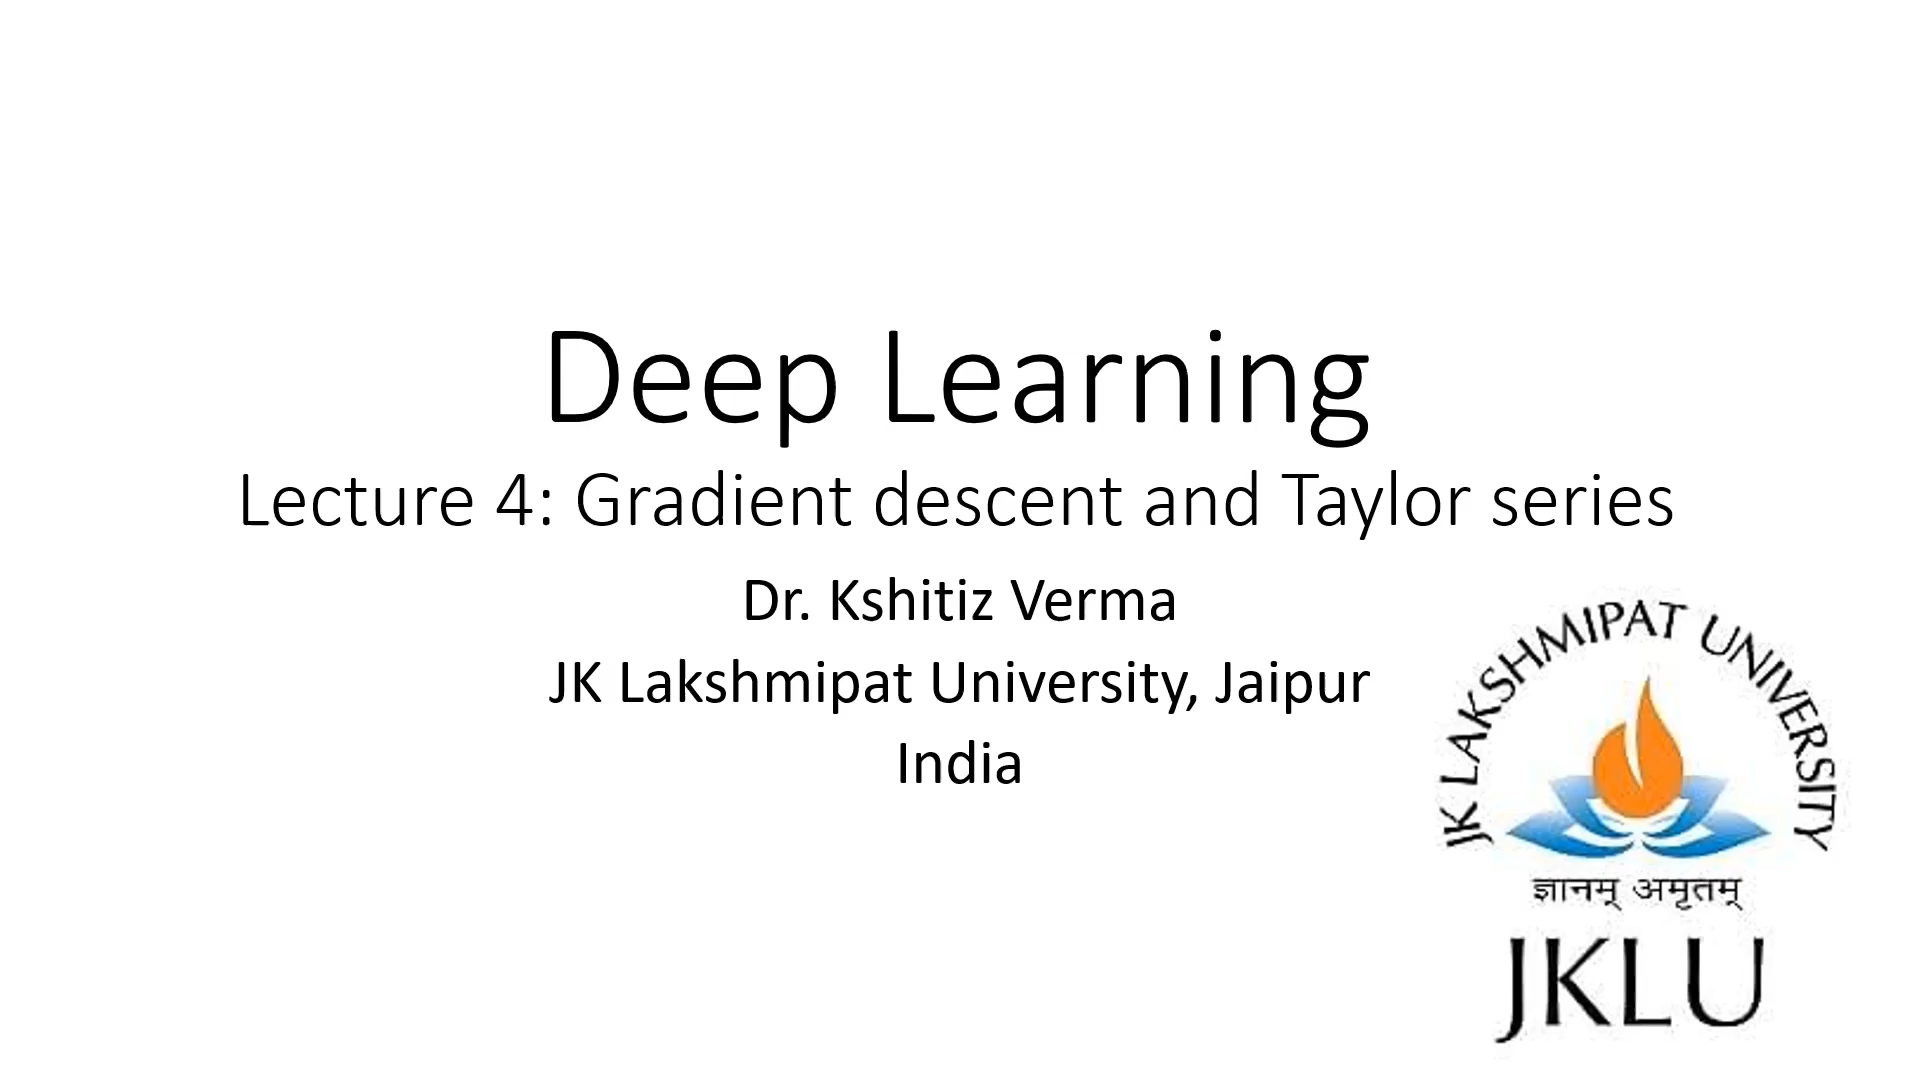 Deep Learning
Lecture 4: Gradient descent and Taylor series
Dr. Kshitiz Verma
JK Lakshmipat University, Jaipur
India
JK LAKSHMIPAT UNIVERSITY
ज्ञानम् अमृतम्
JKLU